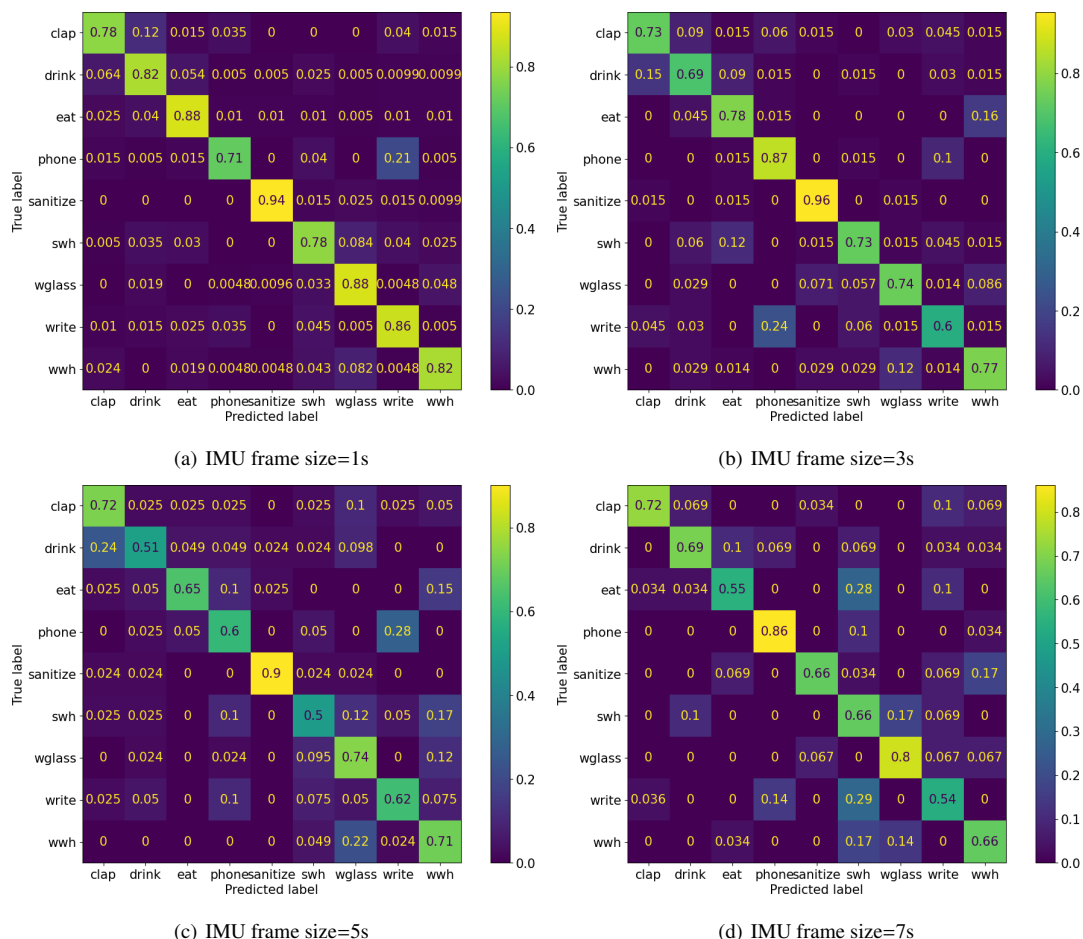 clap 0.78 0.12 0.015 0.035 0 0 0 0.04 0.015
drink 0.064 0.82 0.054 0.005 0.005 0.025 0.005 0.0099 0.0099
eat 0.025 0.04 0.88 0.01 0.01 0.01 0.005 0.01 0.01
phone 0.015 0.005 0.015 0.71 0 0.04 0 0.21 0.005
sanitize 0 0 0 0 0.94 0.015 0.025 0.015 0.0099
swh 0.005 0.035 0.03 0 0 0.78 0.084 0.04 0.025
wglass 0 0.019 0 0.0048 0.0096 0.033 0.88 0.0048 0.048
write 0.01 0.015 0.025 0.035 0 0.045 0.005 0.86 0.005
wwh 0.024 0 0.019 0.0048 0.0048 0.043 0.082 0.0048 0.82
clap drink eat phone sanitize swh wglass write wwh
Predicted label
True label
0.8
0.6
0.4
0.2
0.0
(a) IMU frame size=1s
clap 0.73 0.09 0.015 0.06 0.015 0 0.03 0.045 0.015
drink 0.15 0.69 0.09 0.015 0 0.015 0 0.03 0.015
eat 0 0.045 0.78 0.015 0 0 0 0 0.16
phone 0 0 0.015 0.87 0 0.015 0 0.1 0
sanitize 0.015 0 0.015 0 0.96 0 0.015 0 0
swh 0 0.06 0.12 0 0.015 0.73 0.015 0.045 0.015
wglass 0 0.029 0 0 0.071 0.057 0.74 0.014 0.086
write 0.045 0.03 0 0.24 0 0.06 0.015 0.6 0.015
wwh 0 0.029 0.014 0 0.029 0.029 0.12 0.014 0.77
clap drink eat phone sanitize swh wglass write wwh
Predicted label
True label
0.8
0.6
0.4
0.2
0.0
(b) IMU frame size=3s
clap 0.72 0.025 0.025 0.025 0 0.025 0.1 0.025 0.05
drink 0.24 0.51 0.049 0.049 0.024 0.024 0.098 0 0
eat 0.025 0.05 0.65 0.1 0.025 0 0 0 0.15
phone 0 0.025 0.05 0.6 0 0.05 0 0.28 0
sanitize 0.024 0.024 0 0 0.9 0.024 0.024 0 0
swh 0.025 0.025 0 0.1 0 0.5 0.12 0.05 0.17
wglass 0 0.024 0 0.024 0 0.095 0.74 0 0.12
write 0.025 0.05 0 0.1 0 0.075 0.05 0.62 0.075
wwh 0 0 0 0 0 0.049 0.22 0.024 0.71
clap drink eat phone sanitize swh wglass write wwh
Predicted label
True label
0.8
0.6
0.4
0.2
0.0
(c) IMU frame size=5s
clap 0.72 0.069 0 0 0.034 0 0 0.1 0.069
drink 0 0.69 0.1 0.069 0 0.069 0 0.034 0.034
eat 0.034 0.034 0.55 0 0 0.28 0 0.1 0
phone 0 0 0 0.86 0 0.1 0 0 0.034
sanitize 0 0 0.069 0 0.66 0.034 0 0.069 0.17
swh 0 0.1 0 0 0 0.66 0.17 0.069 0
wglass 0 0 0 0 0.067 0 0.8 0.067 0.067
write 0.036 0 0 0.14 0 0.29 0 0.54 0
wwh 0 0 0.034 0 0 0.17 0.14 0 0.66
clap drink eat phone sanitize swh wglass write wwh
Predicted label
True label
0.8
0.7
0.6
0.5
0.4
0.3
0.2
0.1
0.0
(d) IMU frame size=7s